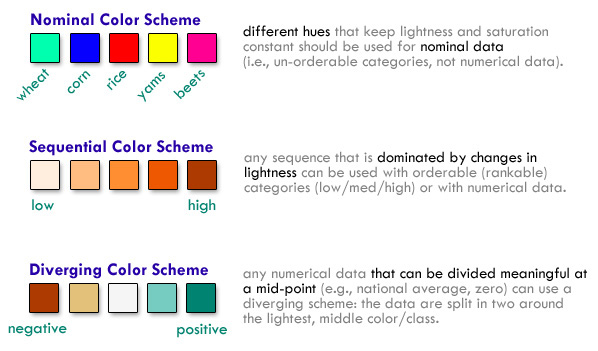 Nominal Color Scheme
wheat
corn
rice
yams
beets
different hues that keep lightness and saturation
constant should be used for nominal data
(i.e., un-orderable categories, not numerical data).
Sequential Color Scheme
low
high
any sequence that is dominated by changes in
lightness can be used with orderable (rankable)
categories (low/med/high) or with numerical data.
Diverging Color Scheme
negative
positive
any numerical data that can be divided meaningful at
a mid-point (e.g., national average, zero) can use a
diverging scheme: the data are split in two around
the lightest, middle color/class.